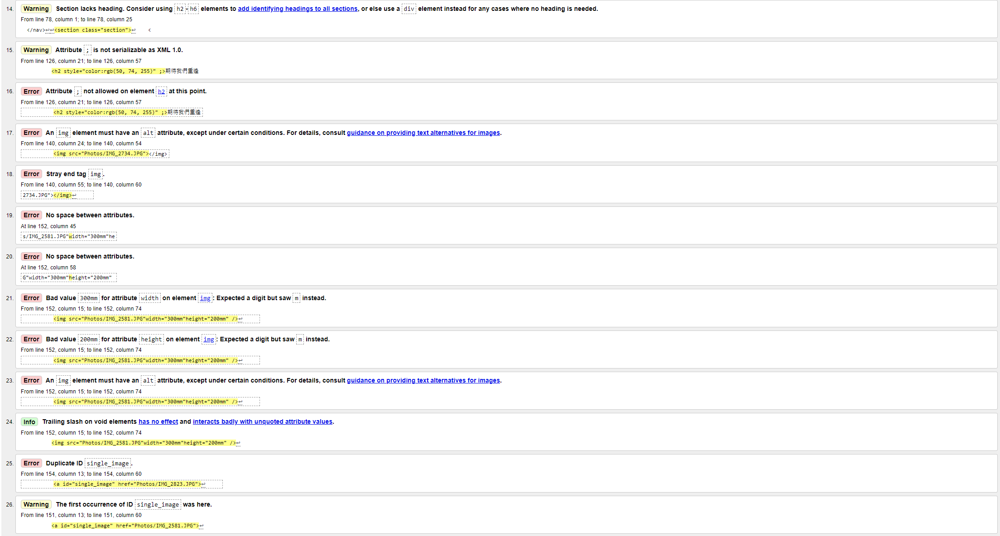 14. Warning Section lacks heading. Consider using h2-h6 elements to add identifying headings to all sections, or else use a div element instead for any cases where no heading is needed.
From line 78, column 1; to line 78, column 25
</nav>↩↩<section class="section">↩ <
15. Warning Attribute ; is not serializable as XML 1.0.
From line 126, column 21; to line 126, column 57
<h2 style="color:rgb(50, 74, 255)" ;>期待我們重逢
16. Error Attribute ; not allowed on element h2 at this point.
From line 126, column 21; to line 126, column 57
<h2 style="color:rgb(50, 74, 255)" ;>期待我們重逢
17. Error An img element must have an alt attribute, except under certain conditions. For details, consult guidance on providing text alternatives for images.
From line 140, column 24; to line 140, column 54
<img src="Photos/IMG_2734.JPG"></img>
18. Error Stray end tag img.
From line 140, column 55; to line 140, column 60
2734.JPG"></img>↩
19. Error No space between attributes.
At line 152, column 45
s/IMG_2581.JPG"width="300mm"he
20. Error No space between attributes.
At line 152, column 58
G"width="300mm"height="200mm"
21. Error Bad value 300mm for attribute width on element img: Expected a digit but saw m instead.
From line 152, column 15; to line 152, column 74
<img src="Photos/IMG_2581.JPG"width="300mm"height="200mm" />↩
22. Error Bad value 200mm for attribute height on element img: Expected a digit but saw m instead.
From line 152, column 15; to line 152, column 74
<img src="Photos/IMG_2581.JPG"width="300mm"height="200mm" />↩
23. Error An img element must have an alt attribute, except under certain conditions. For details, consult guidance on providing text alternatives for images.
From line 152, column 15; to line 152, column 74
<img src="Photos/IMG_2581.JPG"width="300mm"height="200mm" />↩
24. Info Trailing slash on void elements has no effect and interacts badly with unquoted attribute values.
From line 152, column 15; to line 152, column 74
<img src="Photos/IMG_2581.JPG"width="300mm"height="200mm" />↩
25. Error Duplicate ID single_image.
From line 154, column 13; to line 154, column 60
<a id="single_image" href="Photos/IMG_2823.JPG">↩
26. Warning The first occurrence of ID single_image was here.
From line 151, column 13; to line 151, column 60
<a id="single_image" href="Photos/IMG_2581.JPG">↩